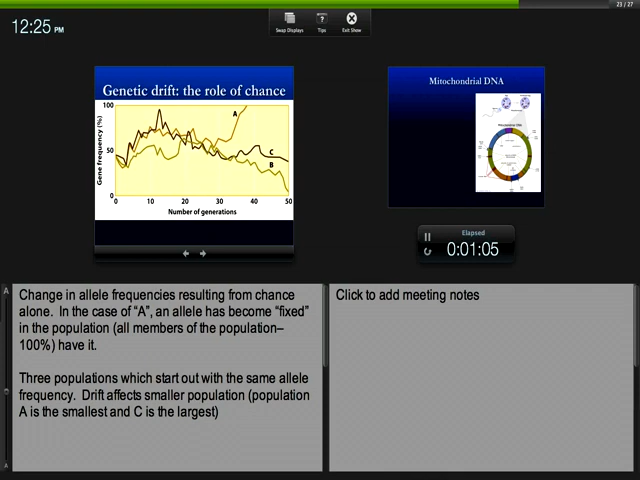 23 / 27
12:25 PM
Swap Displays
?
Tips
Exit Show
Genetic drift: the role of chance
100
50
0
Gene frequency (%)
A
C
B
0 10 20 30 40 50
Number of generations
Mitochondrial DNA
Elapsed
0:01:05
A
A
Change in allele frequencies resulting from chance
alone. In the case of "A", an allele has become "fixed"
in the population (all members of the population–
100%) have it.
Three populations which start out with the same allele
frequency. Drift affects smaller population (population
A is the smallest and C is the largest)
Click to add meeting notes